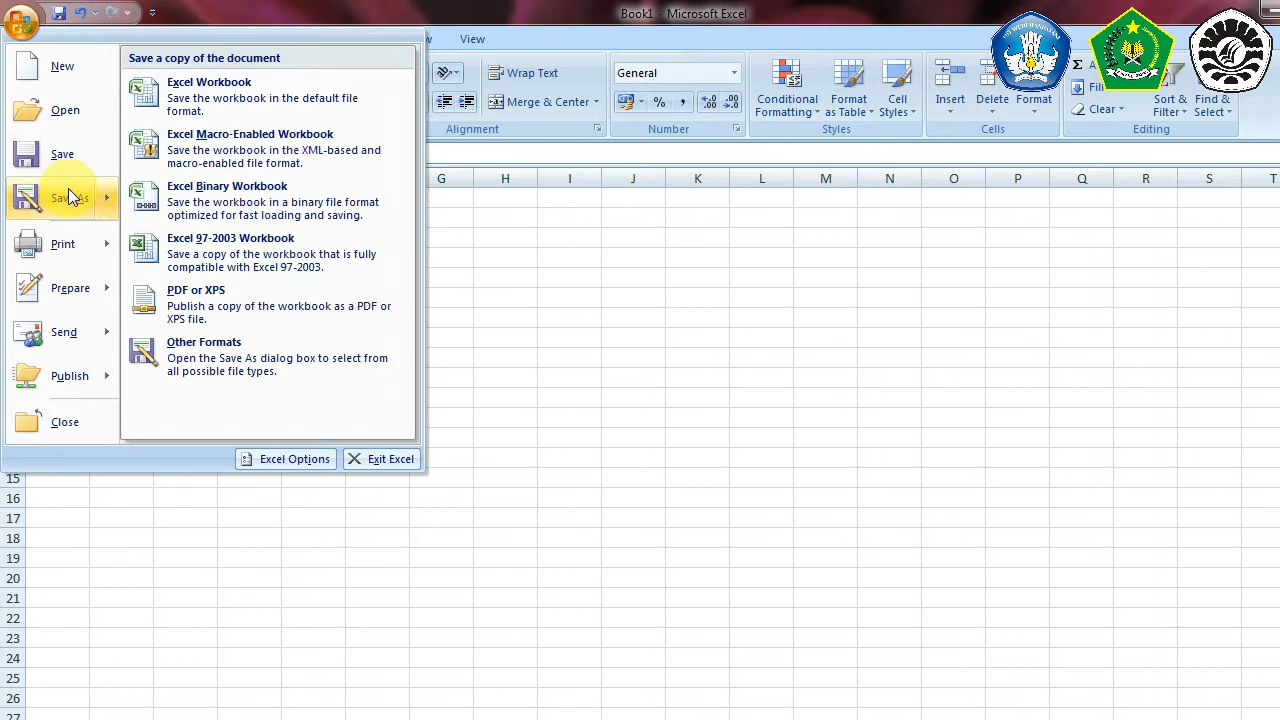 Book1 - Microsoft Excel
View
New
Open
Save
Save As
Print
Prepare
Send
Publish
Close
Save a copy of the document
Excel Workbook
Save the workbook in the default file
format.
Excel Macro-Enabled Workbook
Save the workbook in the XML-based and
macro-enabled file format.
Excel Binary Workbook
Save the workbook in a binary file format
optimized for fast loading and saving.
Excel 97-2003 Workbook
Save a copy of the workbook that is fully
compatible with Excel 97-2003.
PDF or XPS
Publish a copy of the workbook as a PDF or
XPS file.
Other Formats
Open the Save As dialog box to select from
all possible file types.
Excel Options
Exit Excel
Wrap Text
Merge & Center
Alignment
General
% , .00
Number
Conditional
Formatting
Format
as Table
Cell
Styles
Styles
Insert
Delete
Format
Cells
Σ
Clear
Sort &
Filter
Find &
Select
Editing
G H I J K L M N O P Q R S T
15
16
17
18
19
20
21
22
23
24
25
26
27